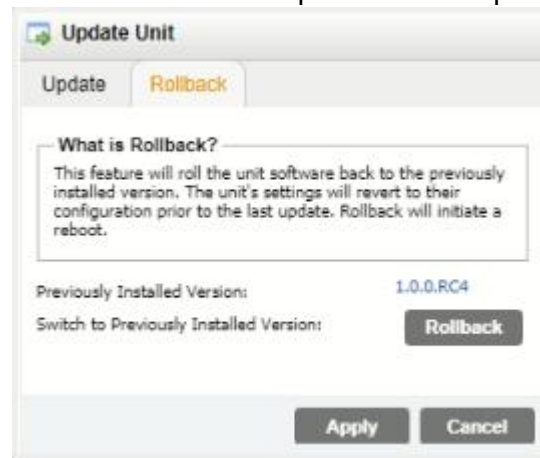 Update Unit
Update Rollback
What is Rollback?
This feature will roll the unit software back to the previously
installed version. The unit's settings will revert to their
configuration prior to the last update. Rollback will initiate a
reboot.
Previously Installed Version: 1.0.0.RC4
Switch to Previously Installed Version: Rollback
Apply Cancel